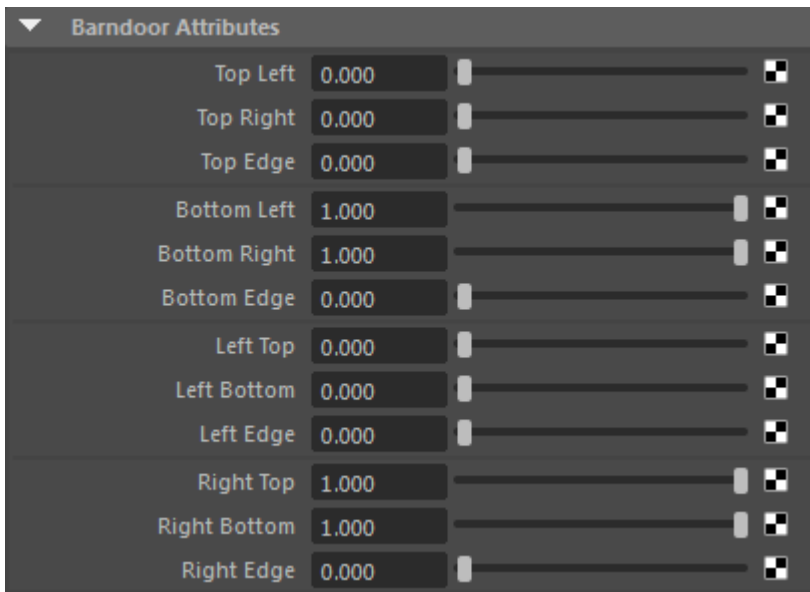 Barndoor Attributes
Top Left 0.000
Top Right 0.000
Top Edge 0.000
Bottom Left 1.000
Bottom Right 1.000
Bottom Edge 0.000
Left Top 0.000
Left Bottom 0.000
Left Edge 0.000
Right Top 1.000
Right Bottom 1.000
Right Edge 0.000